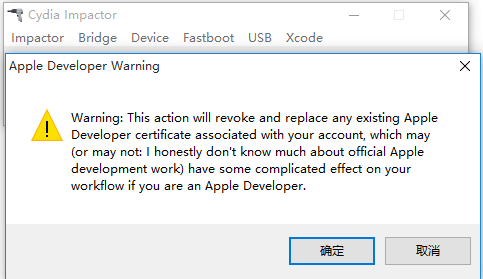 Cydia Impactor
Impactor Bridge Device Fastboot USB Xcode
Apple Developer Warning
Warning: This action will revoke and replace any existing Apple
Developer certificate associated with your account, which may
(or may not: I honestly don't know much about official Apple
development work) have some complicated effect on your
workflow if you are an Apple Developer.
确定 取消